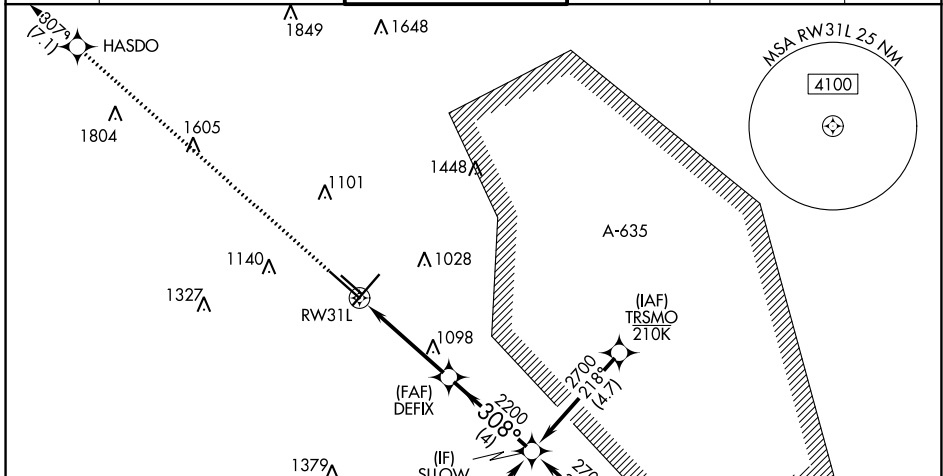 307°
(7.1)
HASDO
1849
1648
MSA RW31L 25 NM
4100
1804
1605
1448
1101
A-635
1140
1028
1327
RW31L
(IAF)
TRSMO
210K
1098
2700
218°
(4.7)
(FAF)
DEFIX
2200
308°
(4)
(IF)
1379